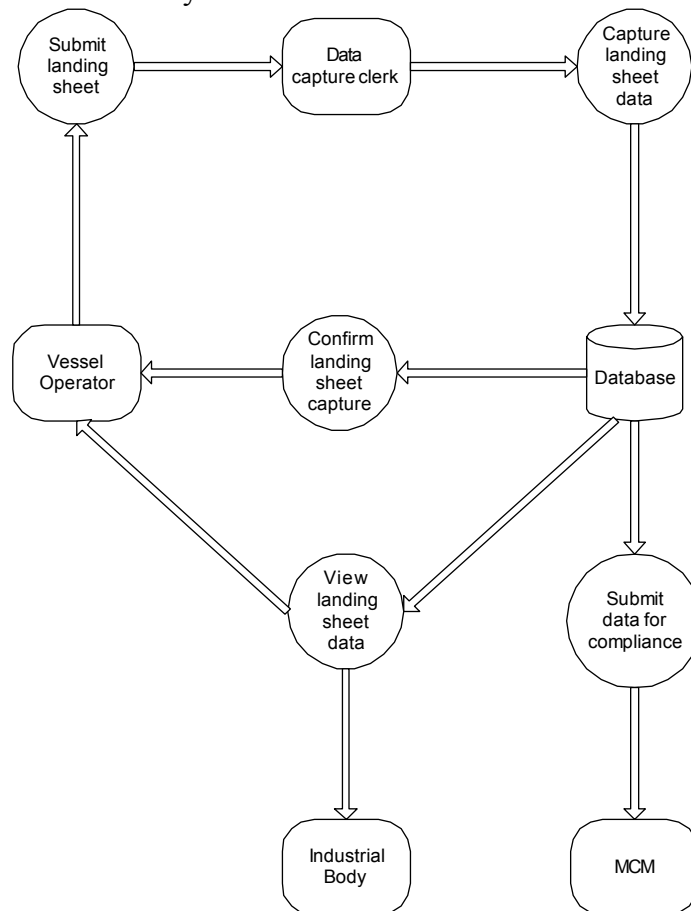 Submit
landing
sheet
Data
capture clerk
Capture
landing
sheet
data
Vessel
Operator
Confirm
landing
sheet
capture
Database
View
landing
sheet
data
Submit
data for
compliance
Industrial
Body
MCM